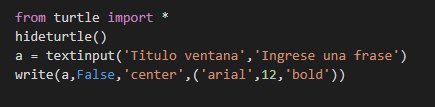 from turtle import *
hideturtle()
a = textinput('Titulo ventana','Ingrese una frase')
write(a,False,'center',('arial',12,'bold'))